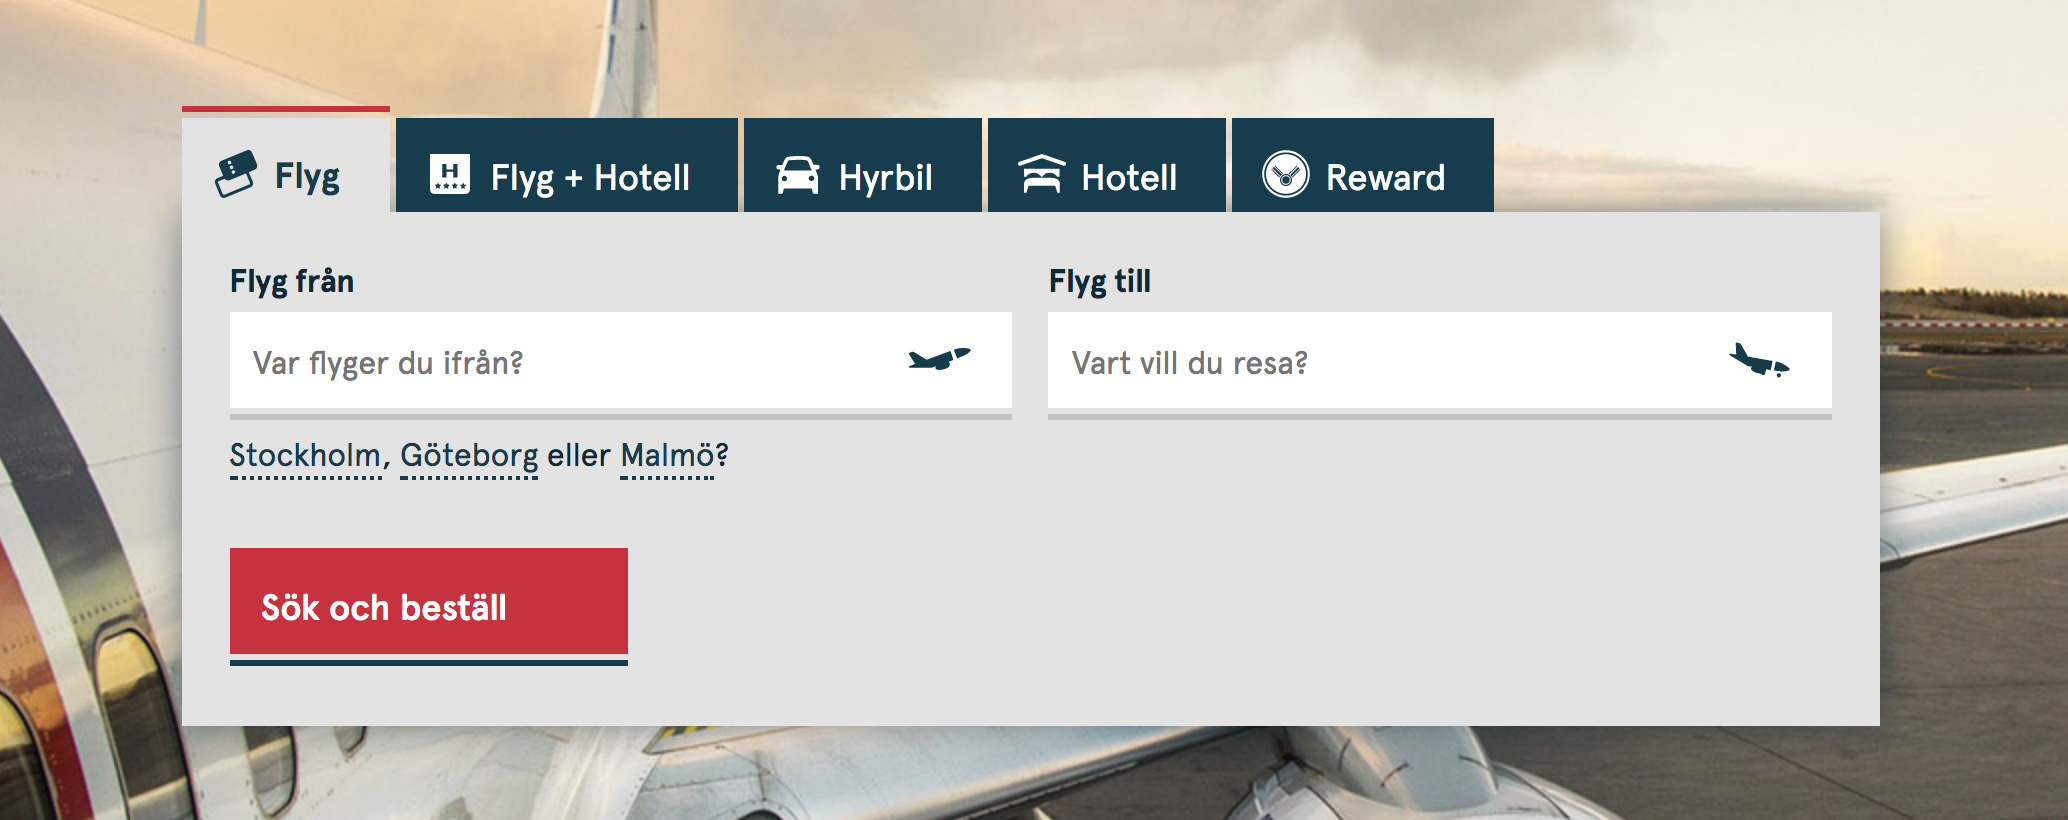 Flyg
Flyg + Hotell
Hyrbil
Hotell
Reward
Flyg från
Var flyger du ifrån?
Flyg till
Vart vill du resa?
Stockholm, Göteborg eller Malmö?
Sök och beställ